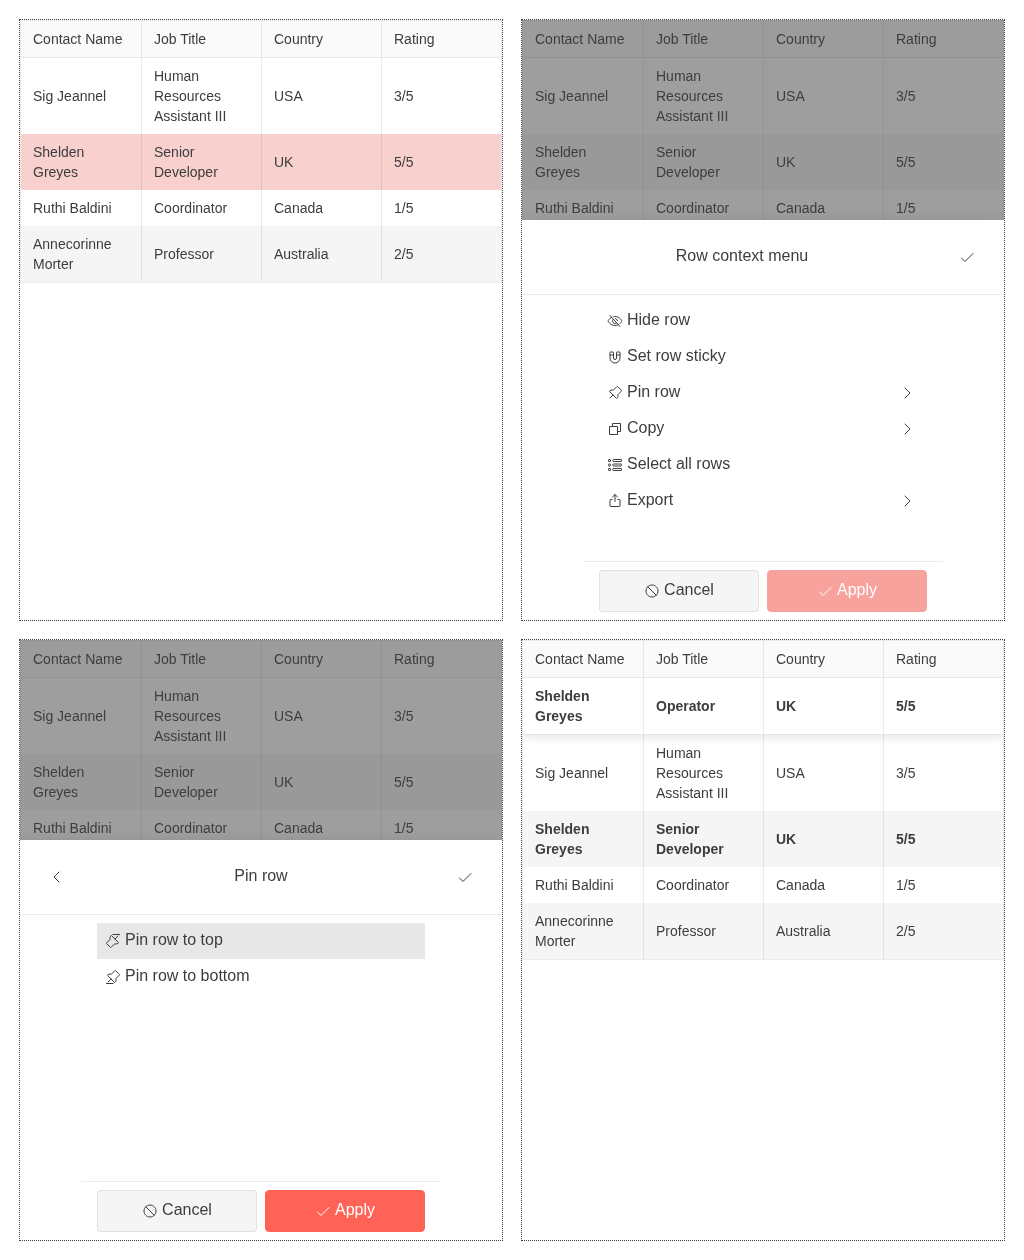 Contact Name Job Title Country Rating
Sig Jeannel Human Resources Assistant III USA 3/5
Shelden Greyes Senior Developer UK 5/5
Ruthi Baldini Coordinator Canada 1/5
Annecorinne Morter Professor Australia 2/5
Contact Name Job Title Country Rating
Sig Jeannel Human Resources Assistant III USA 3/5
Shelden Greyes Senior Developer UK 5/5
Ruthi Baldini Coordinator Canada 1/5
Row context menu
Hide row
Set row sticky
Pin row
Copy
Select all rows
Export
Cancel Apply
Contact Name Job Title Country Rating
Sig Jeannel Human Resources Assistant III USA 3/5
Shelden Greyes Senior Developer UK 5/5
Ruthi Baldini Coordinator Canada 1/5
Pin row
Pin row to top
Pin row to bottom
Cancel Apply
Contact Name Job Title Country Rating
Shelden Greyes Operator UK 5/5
Sig Jeannel Human Resources Assistant III USA 3/5
Shelden Greyes Senior Developer UK 5/5
Ruthi Baldini Coordinator Canada 1/5
Annecorinne Morter Professor Australia 2/5